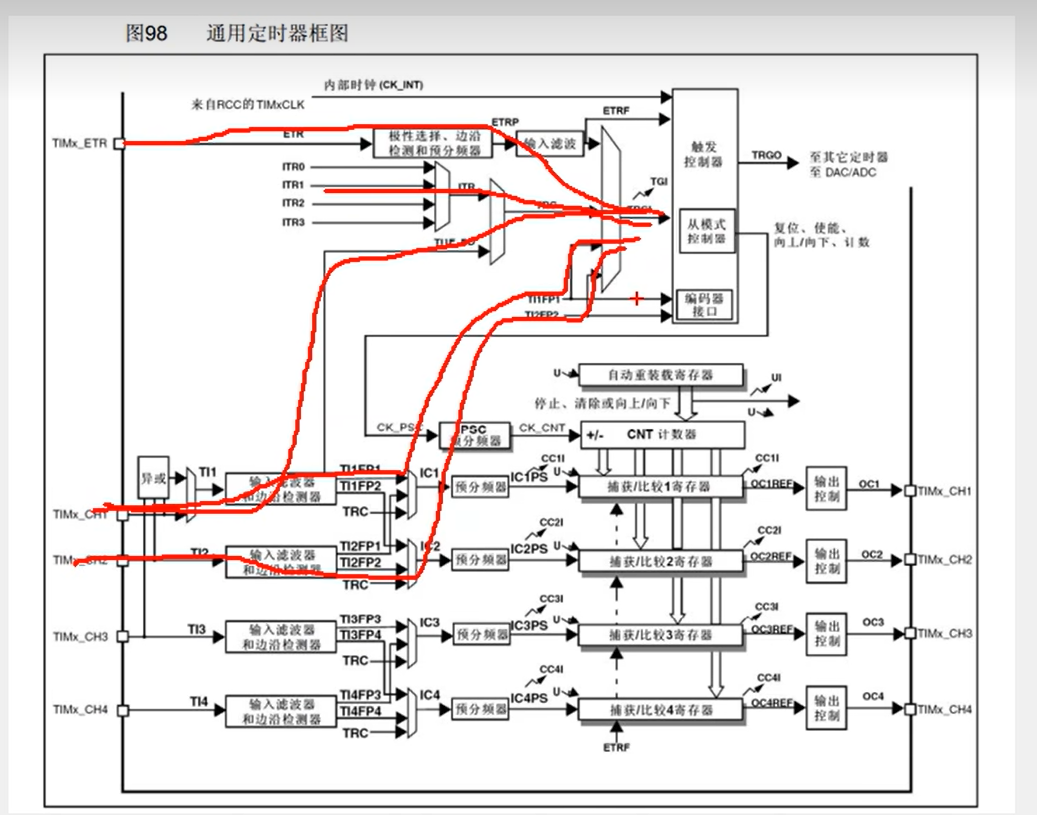 图98 通用定时器框图
内部时钟(CK_INT)
来自RCC的TIMxCLK
ETRF
TIMx_ETR
ETR
极性选择、边沿
检测和预分频器
ETRP
输入滤波
触发
控制器
TRGO
至其它定时器
至 DAC/ADC
ITR0
ITR1
ITR2
ITR3
ITR
TGI
从模式
控制器
复位、使能、
向上/向下、计数
TI1FP1
TI2FP2
编码器
接口
自动重装载寄存器
U
UI
U
停止、清除或向上/向下
CK_PSC
PSC
预分频器
CK_CNT
+/-
CNT 计数器
异或
TI1
TIMx_CH1
输入滤波器
和边沿检测器
TI1FP1
TI1FP2
TRC
IC1
预分频器
IC1PS
CC1I
U
捕获/比较1寄存器
CC1I
OC1REF
输出
控制
OC1
TIMx_CH1
TIMx_CH2
TI2
输入滤波器
和边沿检测器
TI2FP1
TI2FP2
TRC
IC2
预分频器
IC2PS
CC2I
U
捕获/比较2寄存器
CC2I
OC2REF
输出
控制
OC2
TIMx_CH2
TIMx_CH3
TI3
输入滤波器
和边沿检测器
TI3FP3
TI3FP4
TRC
IC3
预分频器
IC3PS
CC3I
U
捕获/比较3寄存器
CC3I
OC3REF
输出
控制
OC3
TIMx_CH3
TIMx_CH4
TI4
输入滤波器
和边沿检测器
TI4FP3
TI4FP4
TRC
IC4
预分频器
IC4PS
CC4I
U
捕获/比较4寄存器
CC4I
OC4REF
输出
控制
OC4
TIMx_CH4
ETRF